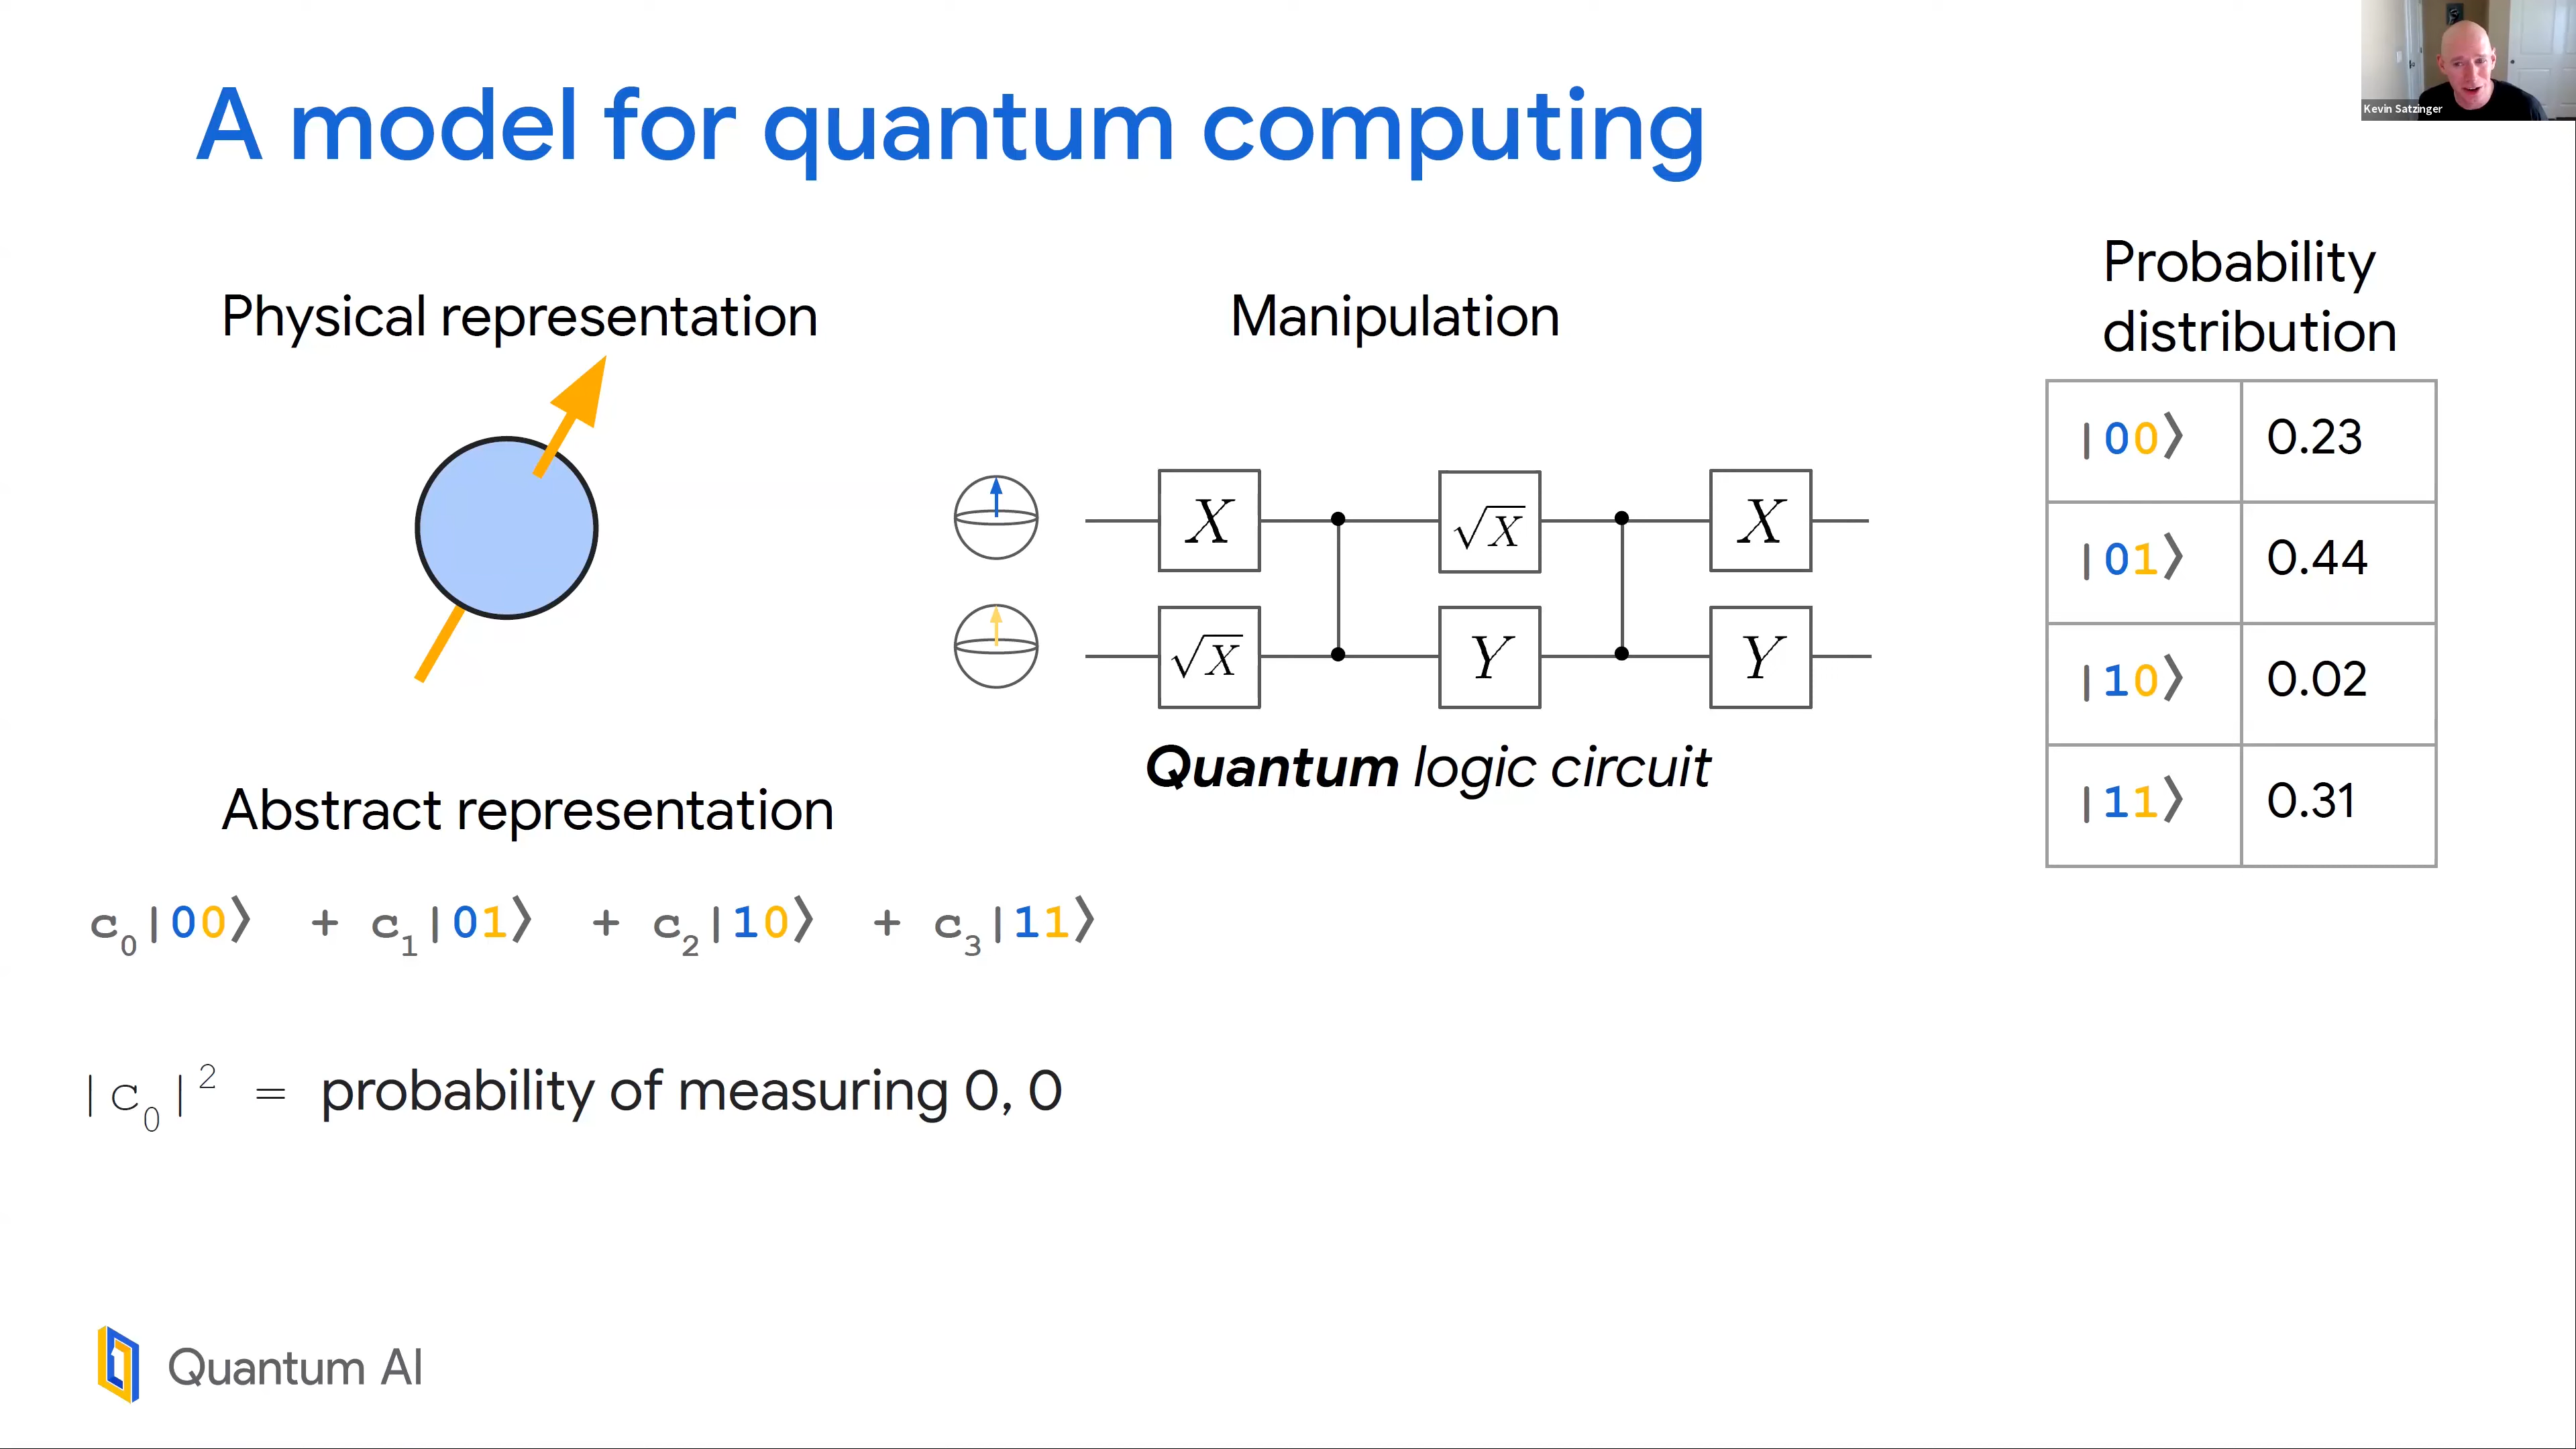 A model for quantum computing
Kevin Satzinger
Physical representation
Manipulation
Probability
distribution
X
√X
X
√X
Y
Y
Quantum logic circuit
|00⟩ 0.23
|01⟩ 0.44
|10⟩ 0.02
|11⟩ 0.31
Abstract representation
c₀|00⟩ + c₁|01⟩ + c₂|10⟩ + c₃|11⟩
|c₀|² = probability of measuring 0, 0
Quantum AI